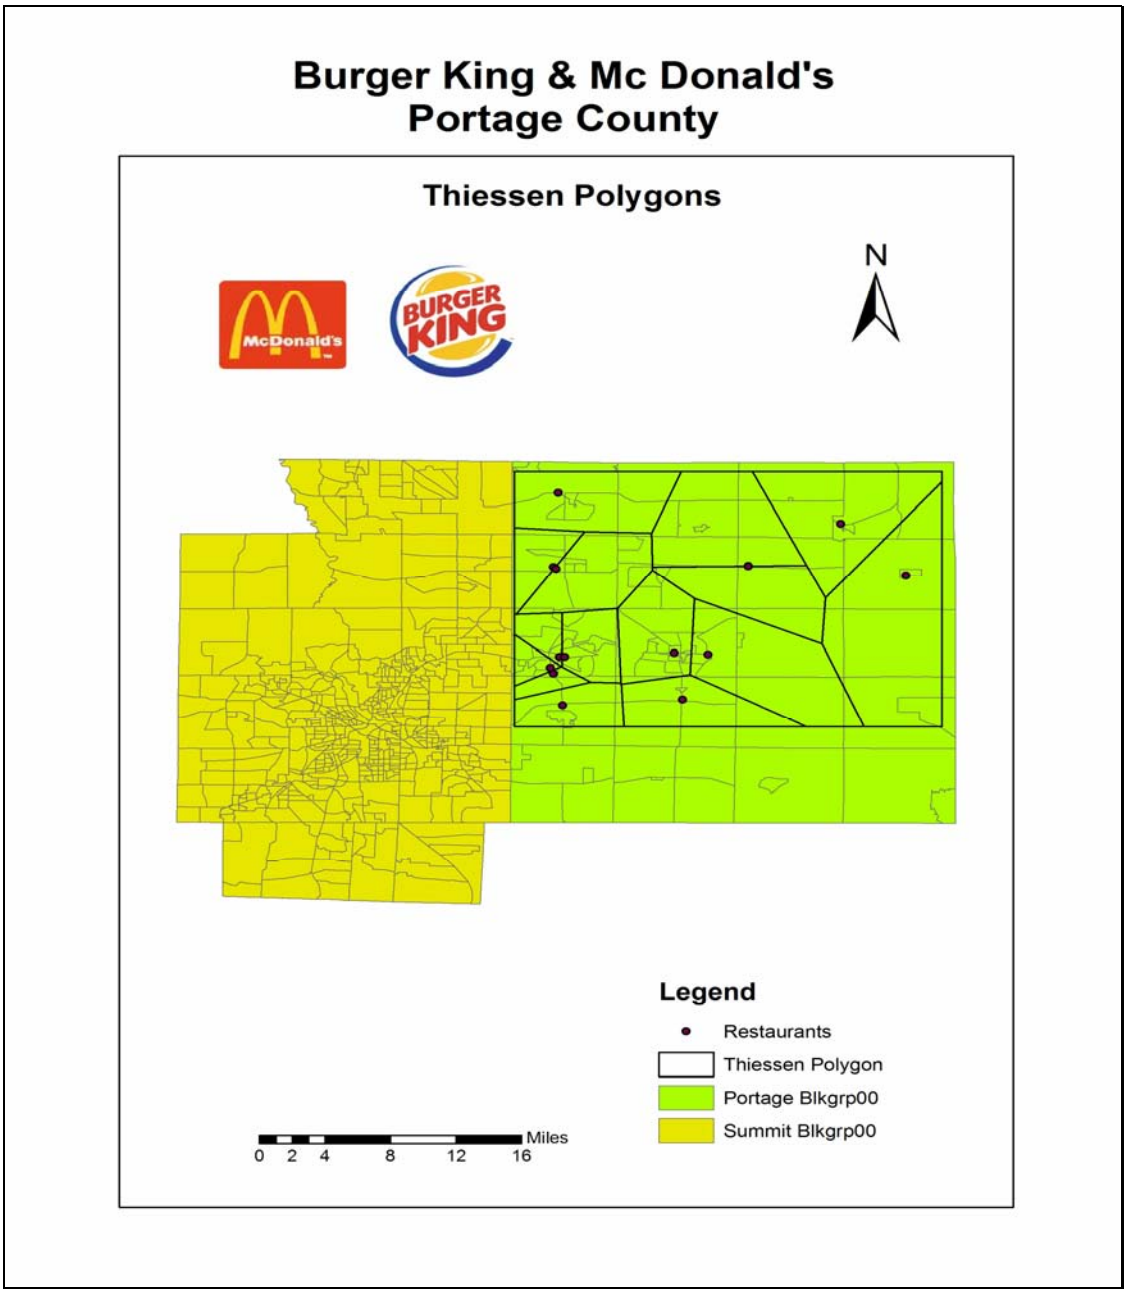 Burger King & Mc Donald's
Portage County
Thiessen Polygons
N
McDonald's
™
BURGER
KING
Legend
Restaurants
Thiessen Polygon
Portage Blkgrp00
Summit Blkgrp00
Miles
0 2 4 8 12 16